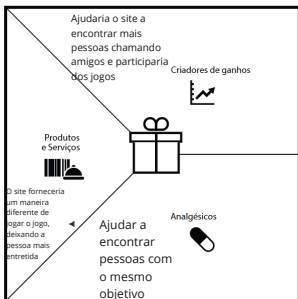 Ajudaria o site a
encontrar mais
pessoas chamando
amigos e participaria
dos jogos
Criadores de ganhos
Produtos
e Serviços
O site forneceria
um maneira
diferente de
jogar o jogo,
deixando a
pessoa mais
entretida
Analgésicos
Ajudar a
encontrar
pessoas com
o mesmo
objetivo